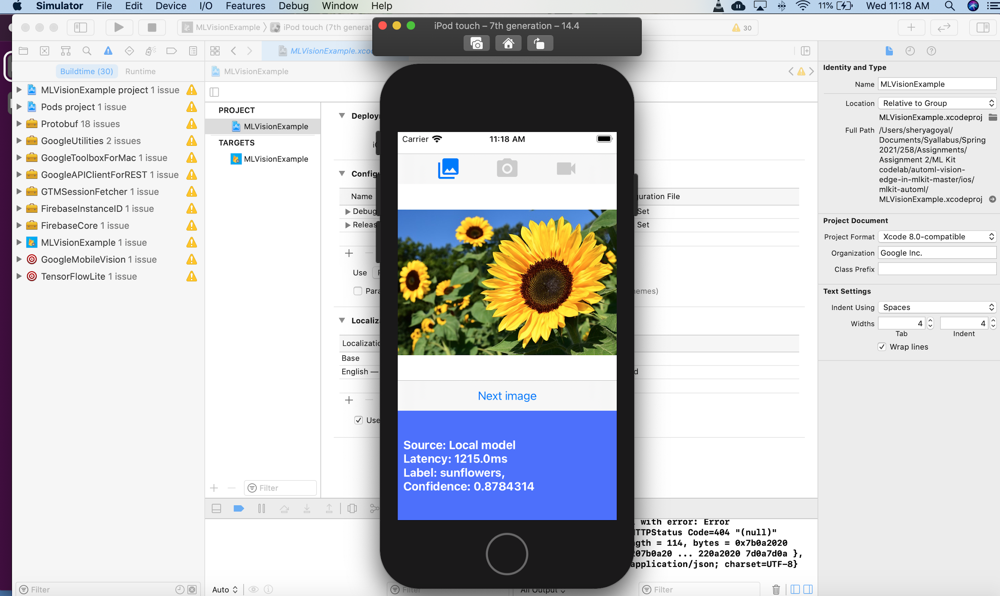 Simulator File Edit Device I/O Features Debug Window Help 11% Wed 11:18 AM
MLVisionExample iPod touch (7th generat 30
iPod touch – 7th generation – 14.4
MLVisionExample.xco
Buildtime (30) Runtime
MLVisionExample
MLVisionExample project 1 issue
Pods project 1 issue
Protobuf 18 issues
GoogleUtilities 2 issues
GoogleToolboxForMac 1 issue
GoogleAPIClientForREST 1 issue
GTMSessionFetcher 1 issue
FirebaseInstanceID 1 issue
FirebaseCore 1 issue
MLVisionExample 1 issue
GoogleMobileVision 1 issue
TensorFlowLite 1 issue
Filter
PROJECT
MLVisionExample
TARGETS
MLVisionExample
Filter
Deploy
Config
Name uration File
Debug Set
Releas Set
Use
Para emes)
Localiz
Localizatio
Base
English — d
Use
Carrier 11:18 AM
Next image
Source: Local model
Latency: 1215.0ms
Label: sunflowers,
Confidence: 0.8784314
with error: Error
TTPStatus Code=404 "(null)"
ngth = 114, bytes = 0x7b0a2020
207b0a20 ... 220a2020 7d0a7d0a },
application/json; charset=UTF-8}
Auto Filter All Output Filter
Identity and Type
Name MLVisionExample
Location Relative to Group
MLVisionExample.xcodeproj
Full Path /Users/sheryagoyal/
Documents/Syallabus/Spring
2021/258/Assignments/
Assignment 2/ML Kit
codelab/automl-vision-
edge-in-mlkit-master/ios/
mlkit-automl/
MLVisionExample.xcodeproj
Project Document
Project Format Xcode 8.0-compatible
Organization Google Inc.
Class Prefix
Text Settings
Indent Using Spaces
Widths 4 4
Tab Indent
Wrap lines